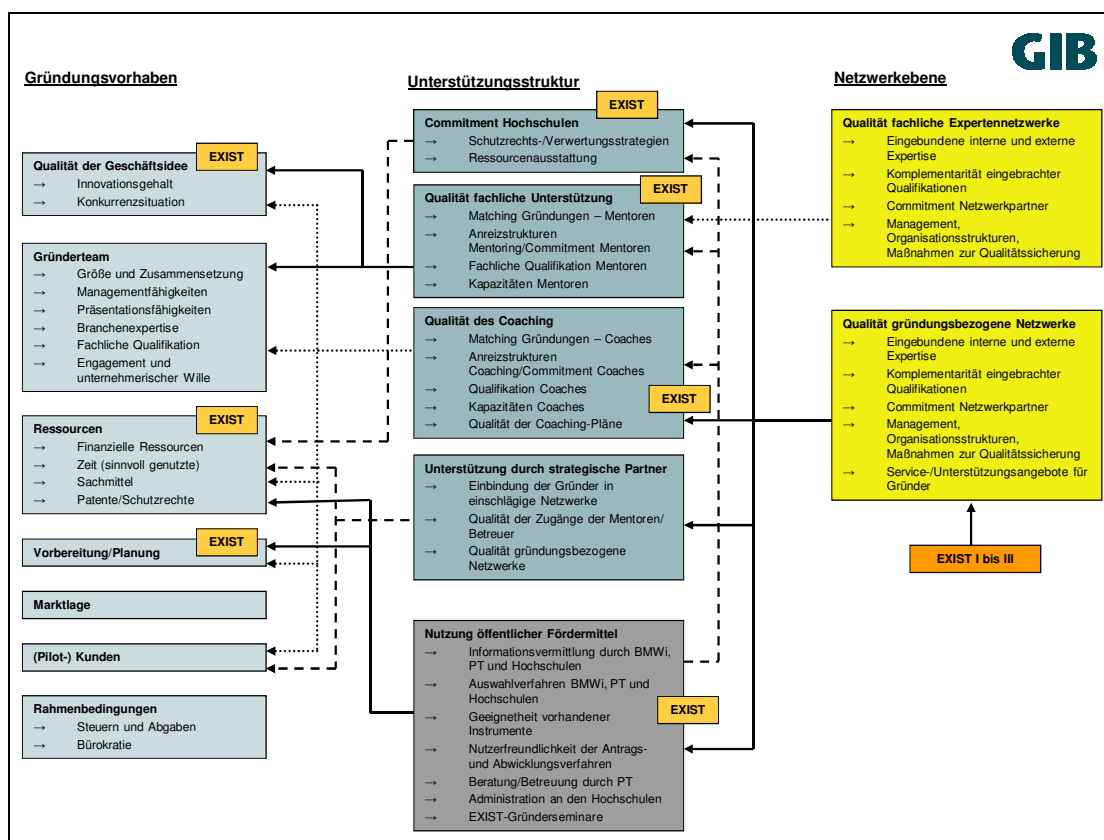 GIB
Gründungsvorhaben
EXIST
Qualität der Geschäftsidee
→ Innovationsgehalt
→ Konkurrenzsituation
Gründerteam
→ Größe und Zusammensetzung
→ Managementfähigkeiten
→ Präsentationsfähigkeiten
→ Branchenexpertise
→ Fachliche Qualifikation
→ Engagement und
unternehmerischer Wille
EXIST
Ressourcen
→ Finanzielle Ressourcen
→ Zeit (sinnvoll genutzte)
→ Sachmittel
→ Patente/Schutzrechte
EXIST
Vorbereitung/Planung
Marktlage
(Pilot-) Kunden
Rahmenbedingungen
→ Steuern und Abgaben
→ Bürokratie
Unterstützungsstruktur
EXIST
Commitment Hochschulen
→ Schutzrechts-/Verwertungsstrategien
→ Ressourcenausstattung
EXIST
Qualität fachliche Unterstützung
→ Matching Gründungen – Mentoren
→ Anreizstrukturen
Mentoring/Commitment Mentoren
→ Fachliche Qualifikation Mentoren
→ Kapazitäten Mentoren
Qualität des Coaching
→ Matching Gründungen – Coaches
→ Anreizstrukturen
Coaching/Commitment Coaches
→ Qualifikation Coaches
→ Kapazitäten Coaches
→ Qualität der Coaching-Pläne
EXIST
Unterstützung durch strategische Partner
→ Einbindung der Gründer in
einschlägige Netzwerke
→ Qualität der Zugänge der Mentoren/
Betreuer
→ Qualität gründungsbezogene
Netzwerke
Nutzung öffentlicher Fördermittel
→ Informationsvermittlung durch BMWi,
PT und Hochschulen
→ Auswahlverfahren BMWi, PT und
Hochschulen
→ Geeignetheit vorhandener
Instrumente
→ Nutzerfreundlichkeit der Antrags-
und Abwicklungsverfahren
→ Beratung/Betreuung durch PT
→ Administration an den Hochschulen
→ EXIST-Gründerseminare
EXIST
Netzwerkebene
Qualität fachliche Expertennetzwerke
→ Eingebundene interne und externe
Expertise
→ Komplementarität eingebrachter
Qualifikationen
→ Commitment Netzwerkpartner
→ Management,
Organisationsstrukturen,
Maßnahmen zur Qualitätssicherung
Qualität gründungsbezogene Netzwerke
→ Eingebundene interne und externe
Expertise
→ Komplementarität eingebrachter
Qualifikationen
→ Commitment Netzwerkpartner
→ Management,
Organisationsstrukturen,
Maßnahmen zur Qualitätssicherung
→ Service-/Unterstützungsangebote für
Gründer
EXIST I bis III